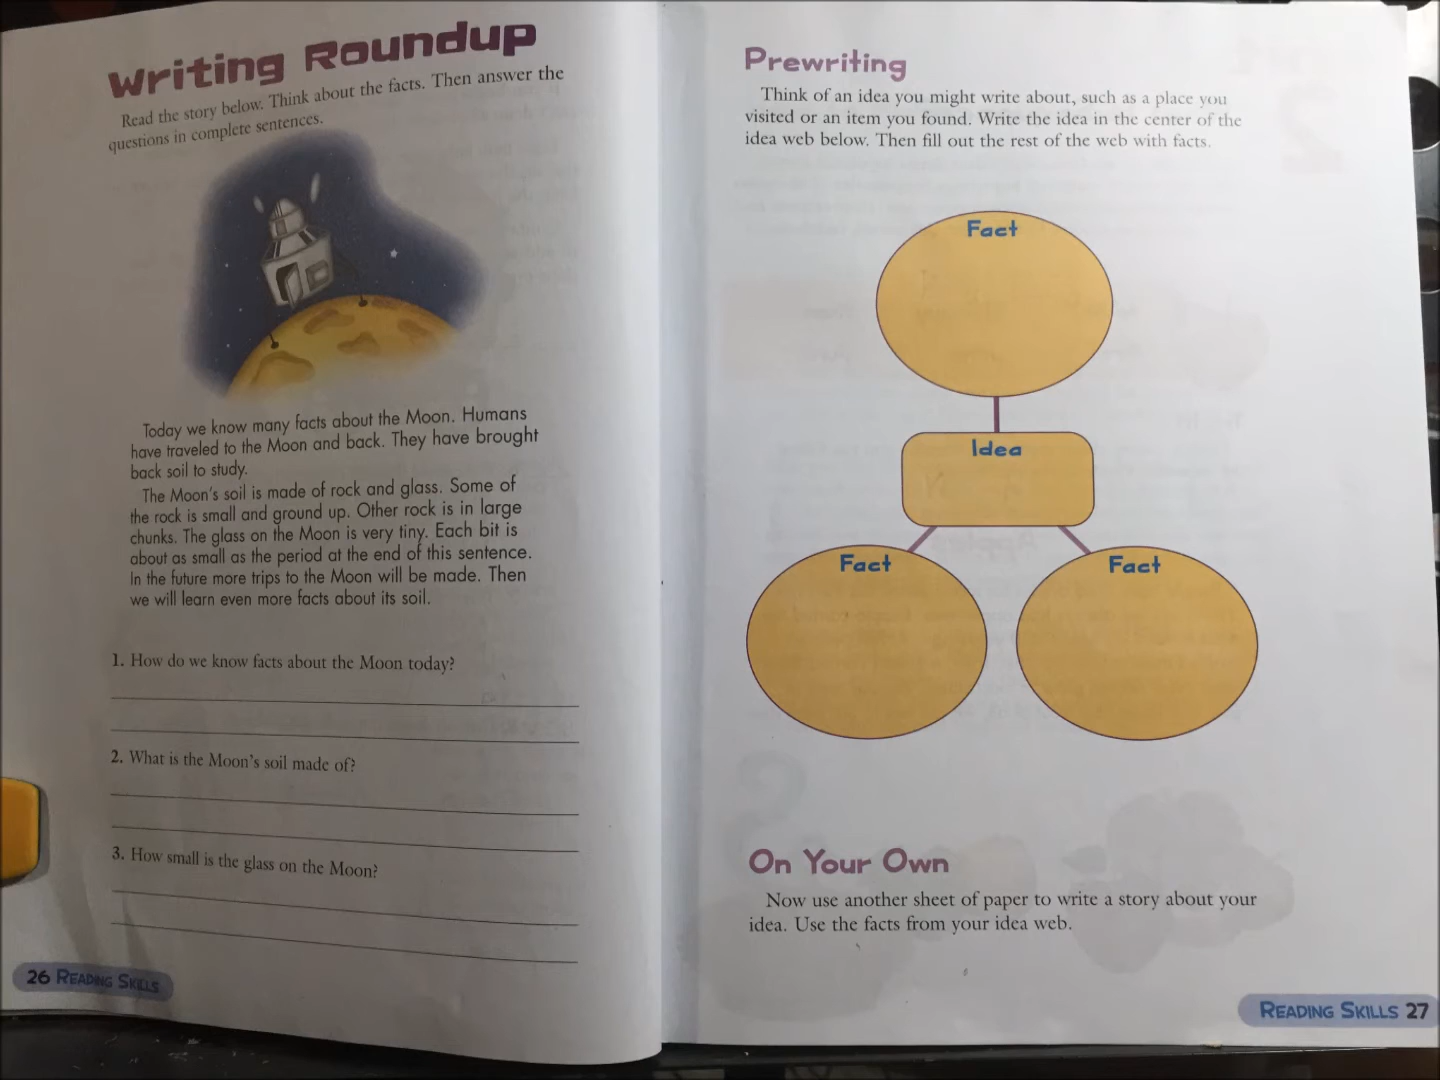 Writing Roundup
Read the story below. Think about the facts. Then answer the
questions in complete sentences.
Today we know many facts about the Moon. Humans
have traveled to the Moon and back. They have brought
back soil to study.
The Moon's soil is made of rock and glass. Some of
the rock is small and ground up. Other rock is in large
chunks. The glass on the Moon is very tiny. Each bit is
about as small as the period at the end of this sentence.
In the future more trips to the Moon will be made. Then
we will learn even more facts about its soil.
1. How do we know facts about the Moon today?
2. What is the Moon's soil made of?
3. How small is the glass on the Moon?
26 READING SKILLS
Prewriting
Think of an idea you might write about, such as a place you
visited or an item you found. Write the idea in the center of the
idea web below. Then fill out the rest of the web with facts.
Fact
Idea
Fact
Fact
On Your Own
Now use another sheet of paper to write a story about your
idea. Use the facts from your idea web.
READING SKILLS 27